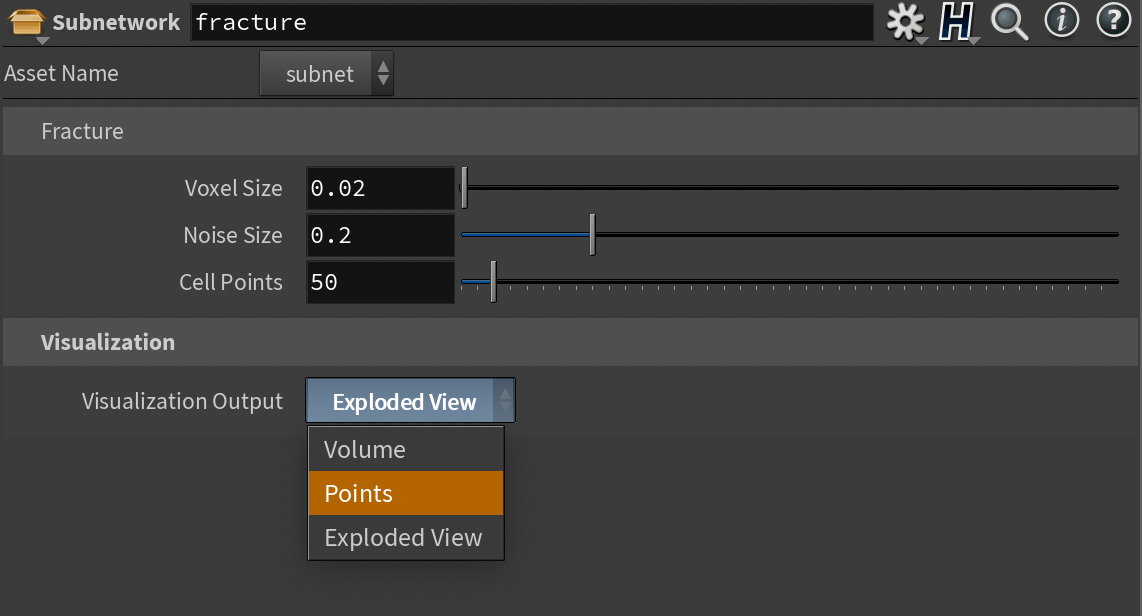 Subnetwork fracture
Asset Name subnet
Fracture
Voxel Size 0.02
Noise Size 0.2
Cell Points 50
Visualization
Visualization Output Exploded View
Volume
Points
Exploded View